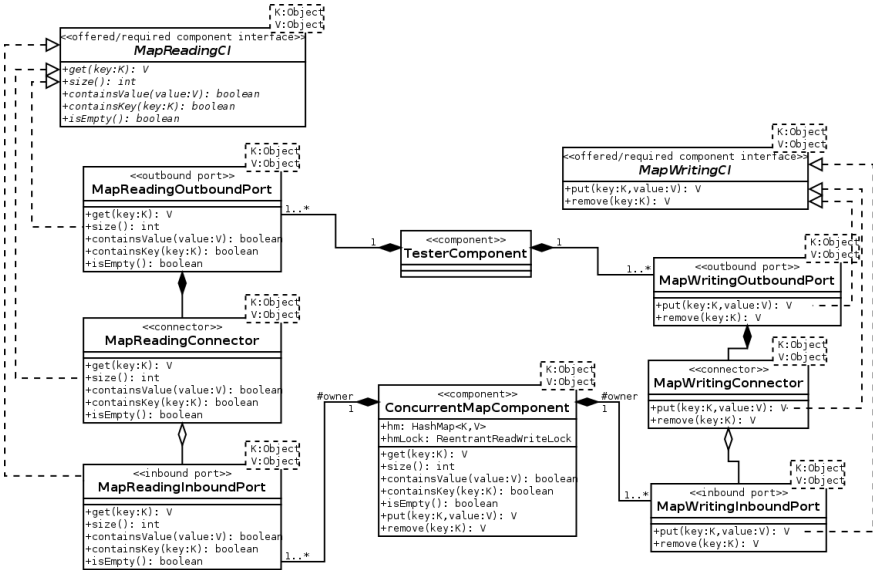 K:Object
V:Object
<<offered/required component interface>>
MapReadingCI
+get(key:K): V
+size(): int
+containsValue(value:V): boolean
+containsKey(key:K): boolean
+isEmpty(): boolean
K:Object
V:Object
<<outbound port>>
MapReadingOutboundPort
+get(key:K): V
+size(): int
+containsValue(value:V): boolean
+containsKey(key:K): boolean
+isEmpty(): boolean
1..*
1
<<component>>
TesterComponent
1
1..*
K:Object
V:Object
<<offered/required component interface>>
MapWritingCI
+put(key:K,value:V): V
+remove(key:K): V
K:Object
V:Object
<<outbound port>>
MapWritingOutboundPort
+put(key:K,value:V): V
+remove(key:K): V
K:Object
V:Object
<<connector>>
MapReadingConnector
+get(key:K): V
+size(): int
+containsValue(value:V): boolean
+containsKey(key:K): boolean
+isEmpty(): boolean
K:Object
V:Object
<<connector>>
MapWritingConnector
+put(key:K,value:V): V
+remove(key:K): V
#owner
1
K:Object
V:Object
<<component>>
ConcurrentMapComponent
+hm: HashMap<K,V>
+hmLock: ReentrantReadWriteLock
+get(key:K): V
+size(): int
+containsValue(value:V): boolean
+containsKey(key:K): boolean
+isEmpty(): boolean
+put(key:K,value:V): V
+remove(key:K): V
#owner
1
1..*
K:Object
V:Object
<<inbound port>>
MapReadingInboundPort
+get(key:K): V
+size(): int
+containsValue(value:V): boolean
+containsKey(key:K): boolean
+isEmpty(): boolean
1..*
K:Object
V:Object
<<inbound port>>
MapWritingInboundPort
+put(key:K,value:V): V
+remove(key:K): V